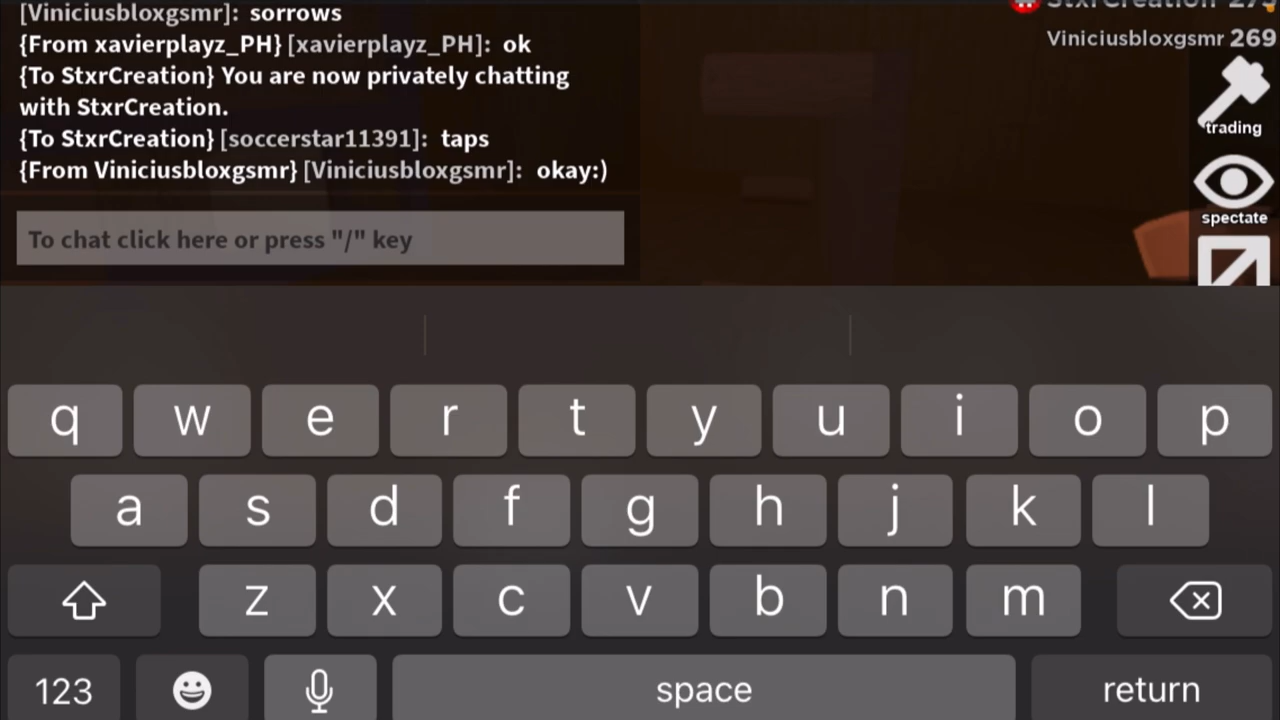 [Viniciusbloxgsmr]: sorrows
{From xavierplayz_PH} [xavierplayz_PH]: ok
{To StxrCreation} You are now privately chatting
with StxrCreation.
{To StxrCreation} [soccerstar11391]: taps
{From Viniciusbloxgsmr} [Viniciusbloxgsmr]: okay:)
To chat click here or press "/" key
StxrCreation
Viniciusbloxgsmr 269
trading
spectate
q w e r t y u i o p
a s d f g h j k l
z x c v b n m
123 space return